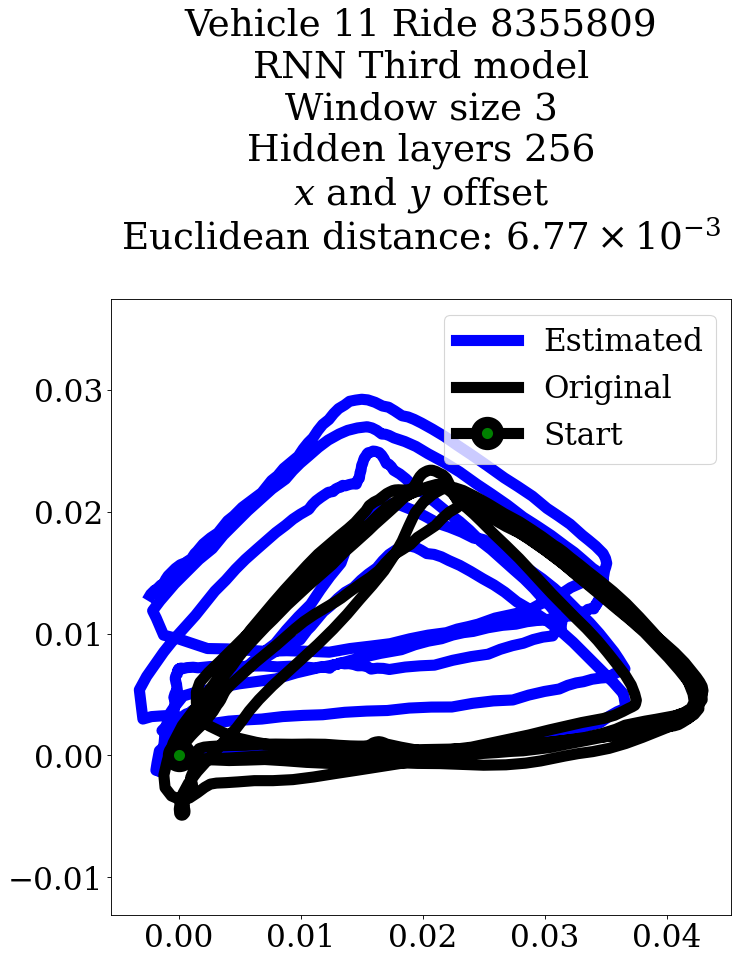 Vehicle 11 Ride 8355809
RNN Third model
Window size 3
Hidden layers 256
x and y offset
Euclidean distance: 6.77 × 10⁻³
Estimated
Original
Start
0.03
0.02
0.01
0.00
−0.01
0.00 0.01 0.02 0.03 0.04